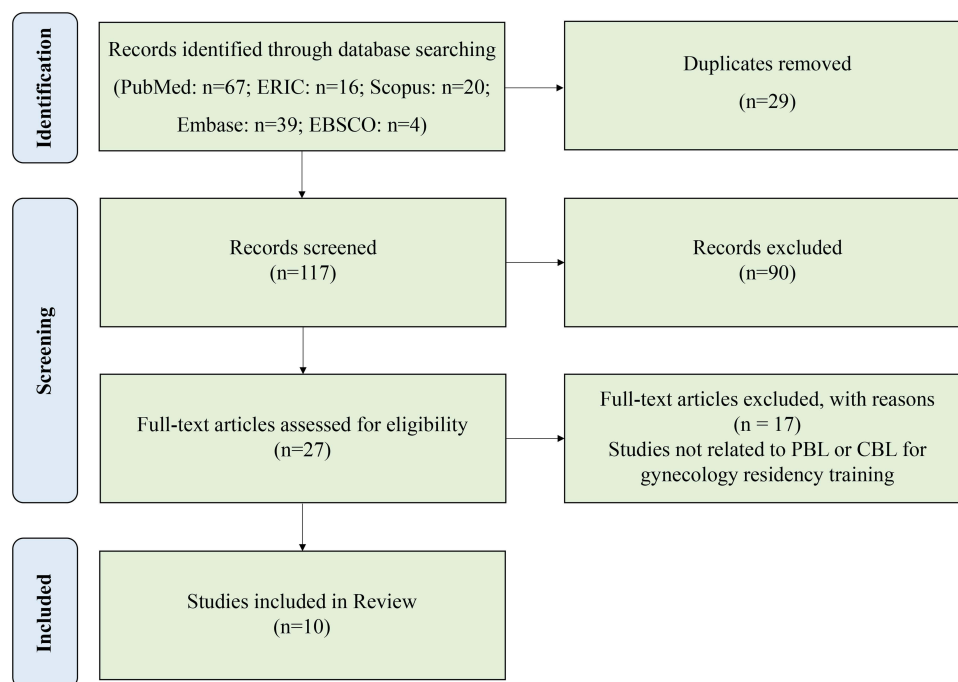 Identification
Records identified through database searching
(PubMed: n=67; ERIC: n=16; Scopus: n=20;
Embase: n=39; EBSCO: n=4)
Duplicates removed
(n=29)
Screening
Records screened
(n=117)
Records excluded
(n=90)
Full-text articles assessed for eligibility
(n=27)
Full-text articles excluded, with reasons
(n = 17)
Studies not related to PBL or CBL for
gynecology residency training
Included
Studies included in Review
(n=10)